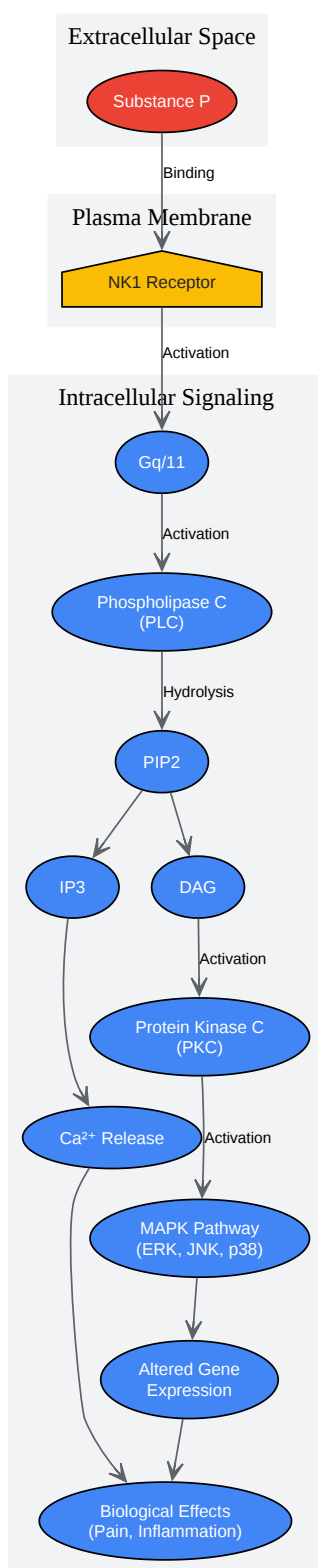 Extracellular Space
Substance P
Binding
Plasma Membrane
NK1 Receptor
Activation
Intracellular Signaling
Gq/11
Activation
Phospholipase C
(PLC)
Hydrolysis
PIP2
IP3
DAG
Activation
Protein Kinase C
(PKC)
Ca²⁺ Release
Activation
MAPK Pathway
(ERK, JNK, p38)
Altered Gene
Expression
Biological Effects
(Pain, Inflammation)